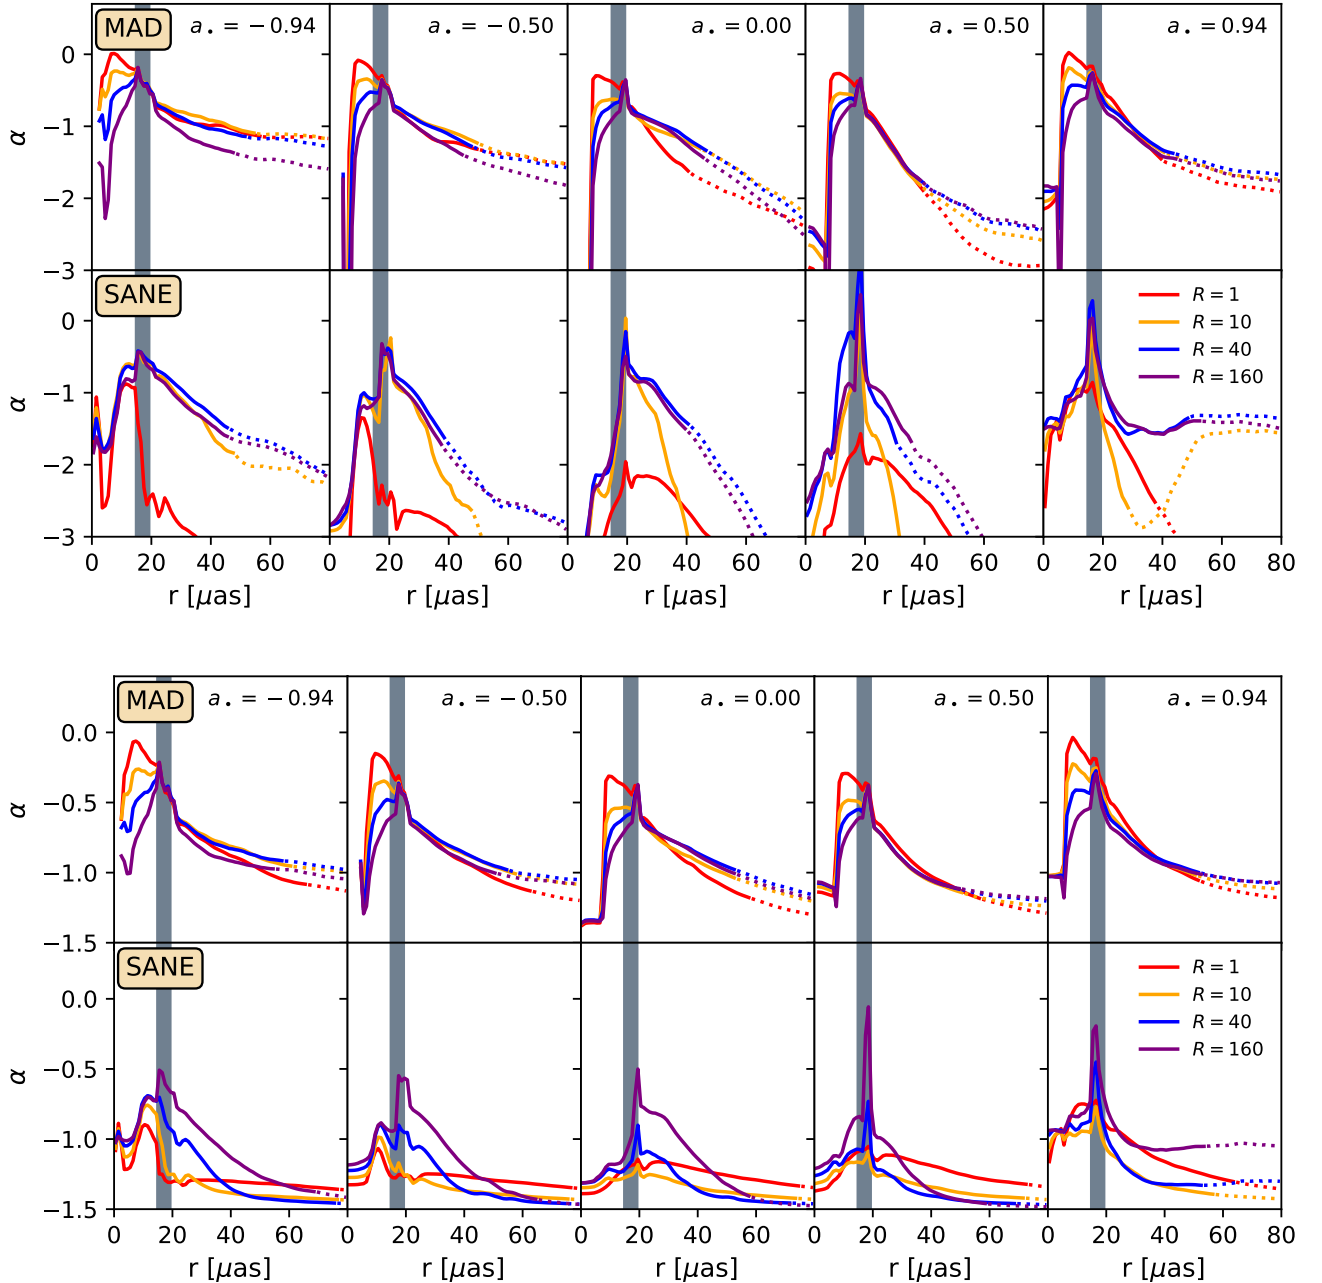 MAD a• = −0.94 a• = −0.50 a• = 0.00 a• = 0.50 a• = 0.94
0
−1
α
−2
−3
SANE
0
R = 1
R = 10
R = 40
−1
R = 160
α
−2
−3
0 20 40 60 0 20 40 60 0 20 40 60 0 20 40 60 0 20 40 60 80
r [μas] r [μas] r [μas] r [μas] r [μas]
MAD a• = −0.94 a• = −0.50 a• = 0.00 a• = 0.50 a• = 0.94
0.0
−0.5
α
−1.0
−1.5
SANE
R = 1
0.0
R = 10
R = 40
R = 160
−0.5
α
−1.0
−1.5
0 20 40 60 0 20 40 60 0 20 40 60 0 20 40 60 0 20 40 60 80
r [μas] r [μas] r [μas] r [μas] r [μas]